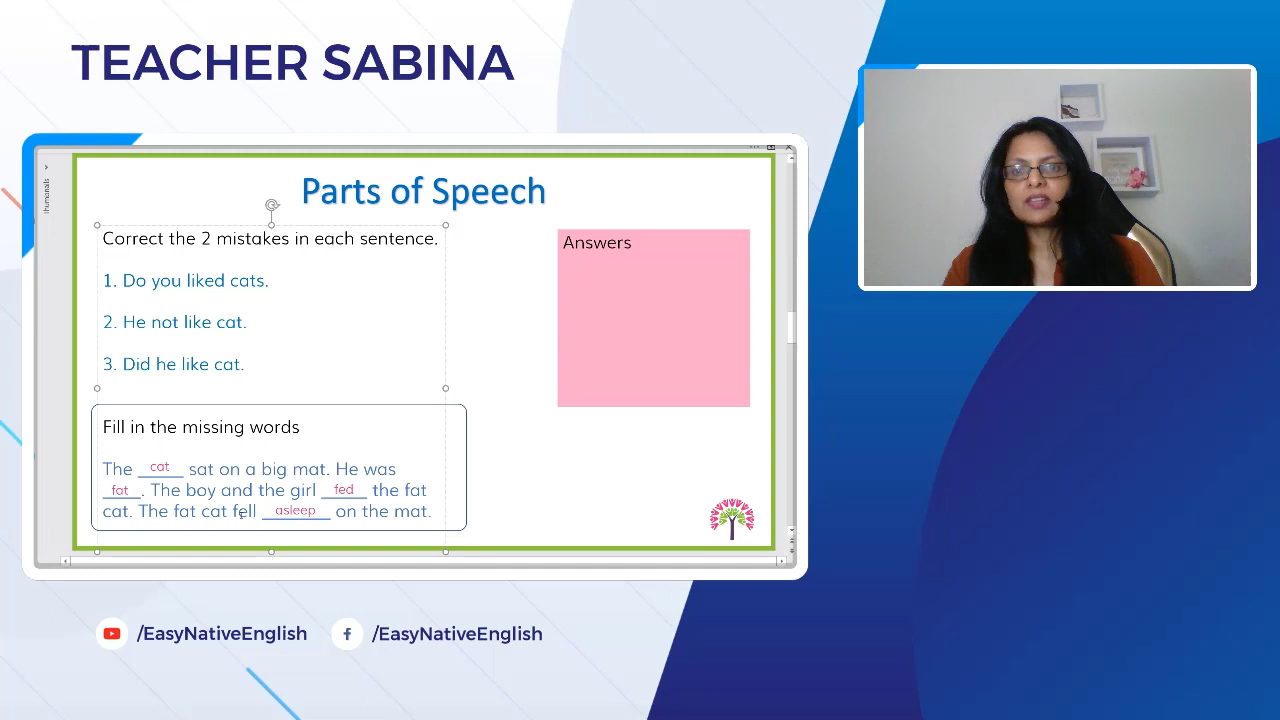 TEACHER SABINA
Thumbnails
Parts of Speech
Correct the 2 mistakes in each sentence.
1. Do you liked cats.
2. He not like cat.
3. Did he like cat.
Answers
Fill in the missing words
The cat sat on a big mat. He was
fat. The boy and the girl fed the fat
cat. The fat cat fell asleep on the mat.
/EasyNativeEnglish
/EasyNativeEnglish